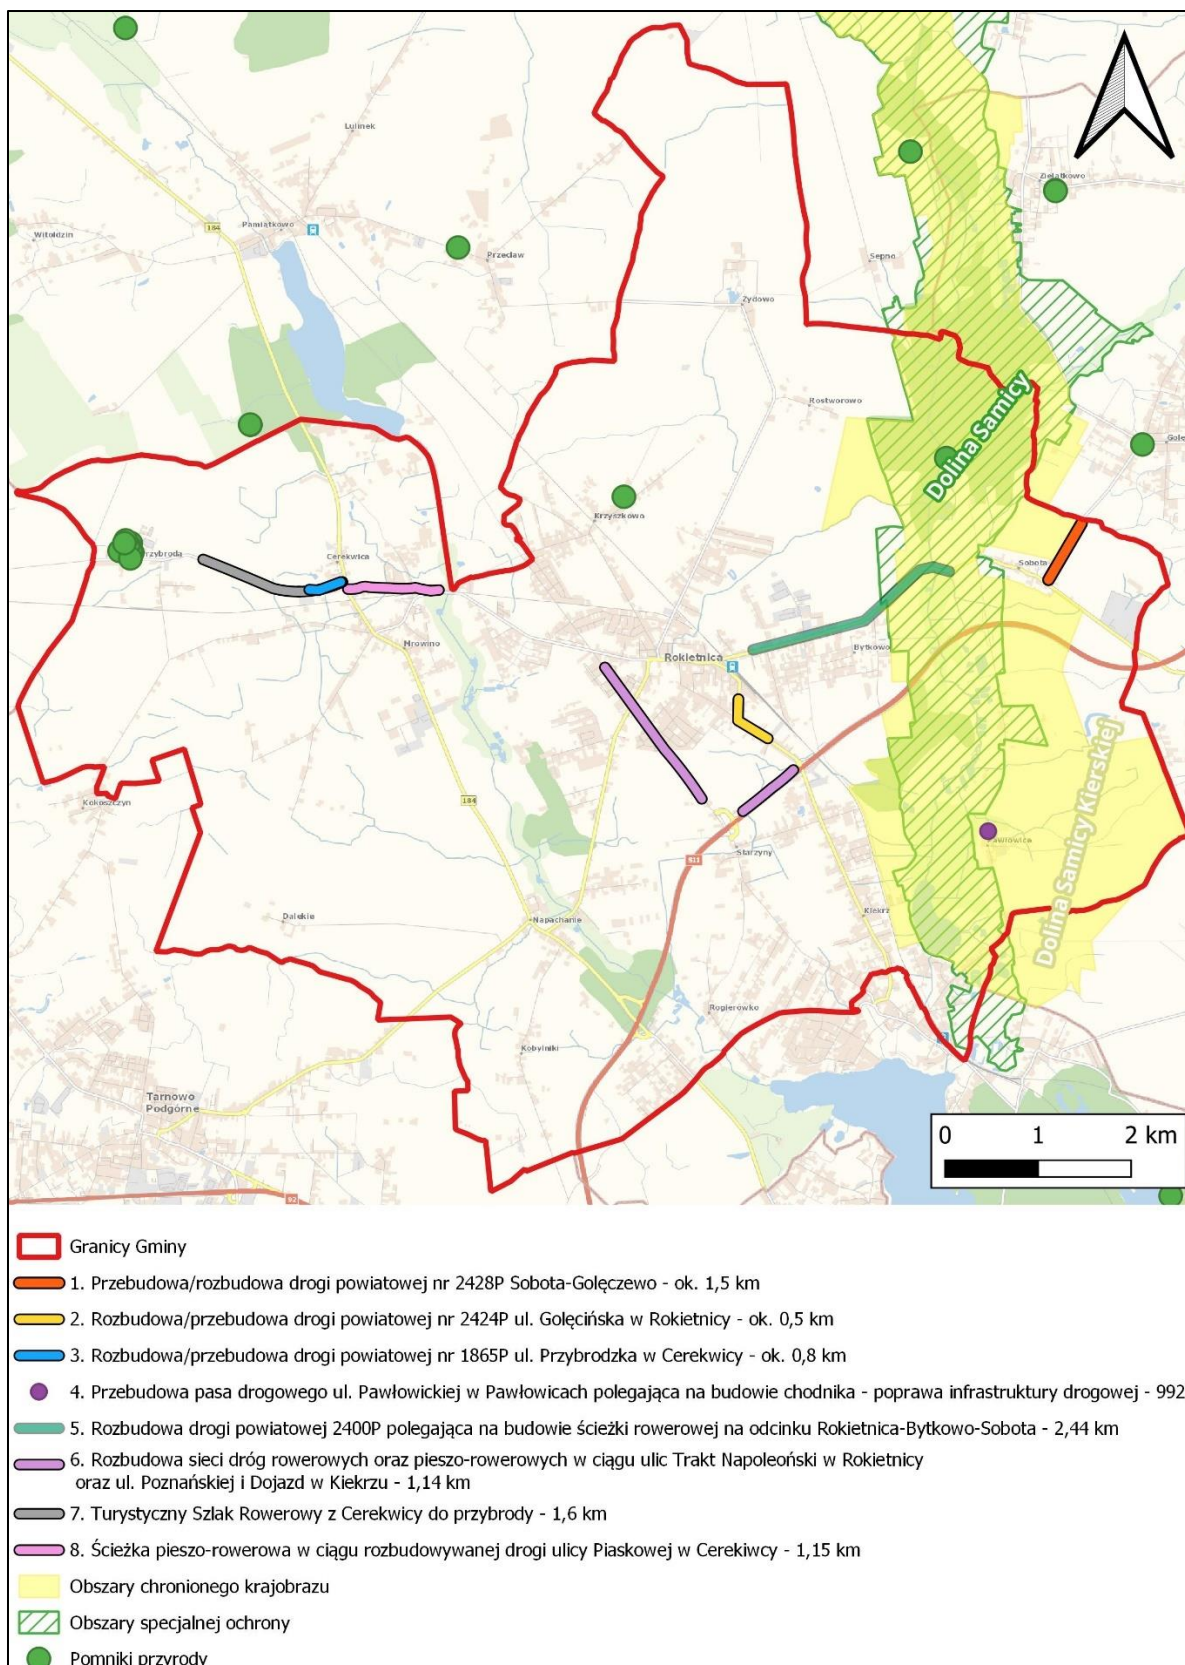 Lulinek
Zielątkowo
184
Pamiątkowo
Witoldzin
Przecław
Sepno
Żydowo
Rostworowo
Dolina Samicy
Gole
Krzyszkowo
Przybroda
Cerekwica
Sobota
Mrowino
Rokietnica
Bytkowo
Dolina Samicy Kierskiej
Kokoszczyn
184
Starzyny
S11
Pawłowice
Kiekrz
Dalekie
Napachanie
Rogierówko
Kobylniki
Tarnowo
Podgórne
92
0 1 2 km
Granicy Gminy
1. Przebudowa/rozbudowa drogi powiatowej nr 2428P Sobota-Golęczewo - ok. 1,5 km
2. Rozbudowa/przebudowa drogi powiatowej nr 2424P ul. Golęcińska w Rokietnicy - ok. 0,5 km
3. Rozbudowa/przebudowa drogi powiatowej nr 1865P ul. Przybrodzka w Cerekwicy - ok. 0,8 km
4. Przebudowa pasa drogowego ul. Pawłowickiej w Pawłowicach polegająca na budowie chodnika - poprawa infrastruktury drogowej - 992
5. Rozbudowa drogi powiatowej 2400P polegająca na budowie ścieżki rowerowej na odcinku Rokietnica-Bytkowo-Sobota - 2,44 km
6. Rozbudowa sieci dróg rowerowych oraz pieszo-rowerowych w ciągu ulic Trakt Napoleoński w Rokietnicy
oraz ul. Poznańskiej i Dojazd w Kiekrzu - 1,14 km
7. Turystyczny Szlak Rowerowy z Cerekwicy do przybrody - 1,6 km
8. Ścieżka pieszo-rowerowa w ciągu rozbudowywanej drogi ulicy Piaskowej w Cerekiwcy - 1,15 km
Obszary chronionego krajobrazu
Obszary specjalnej ochrony
Pomniki przyrody